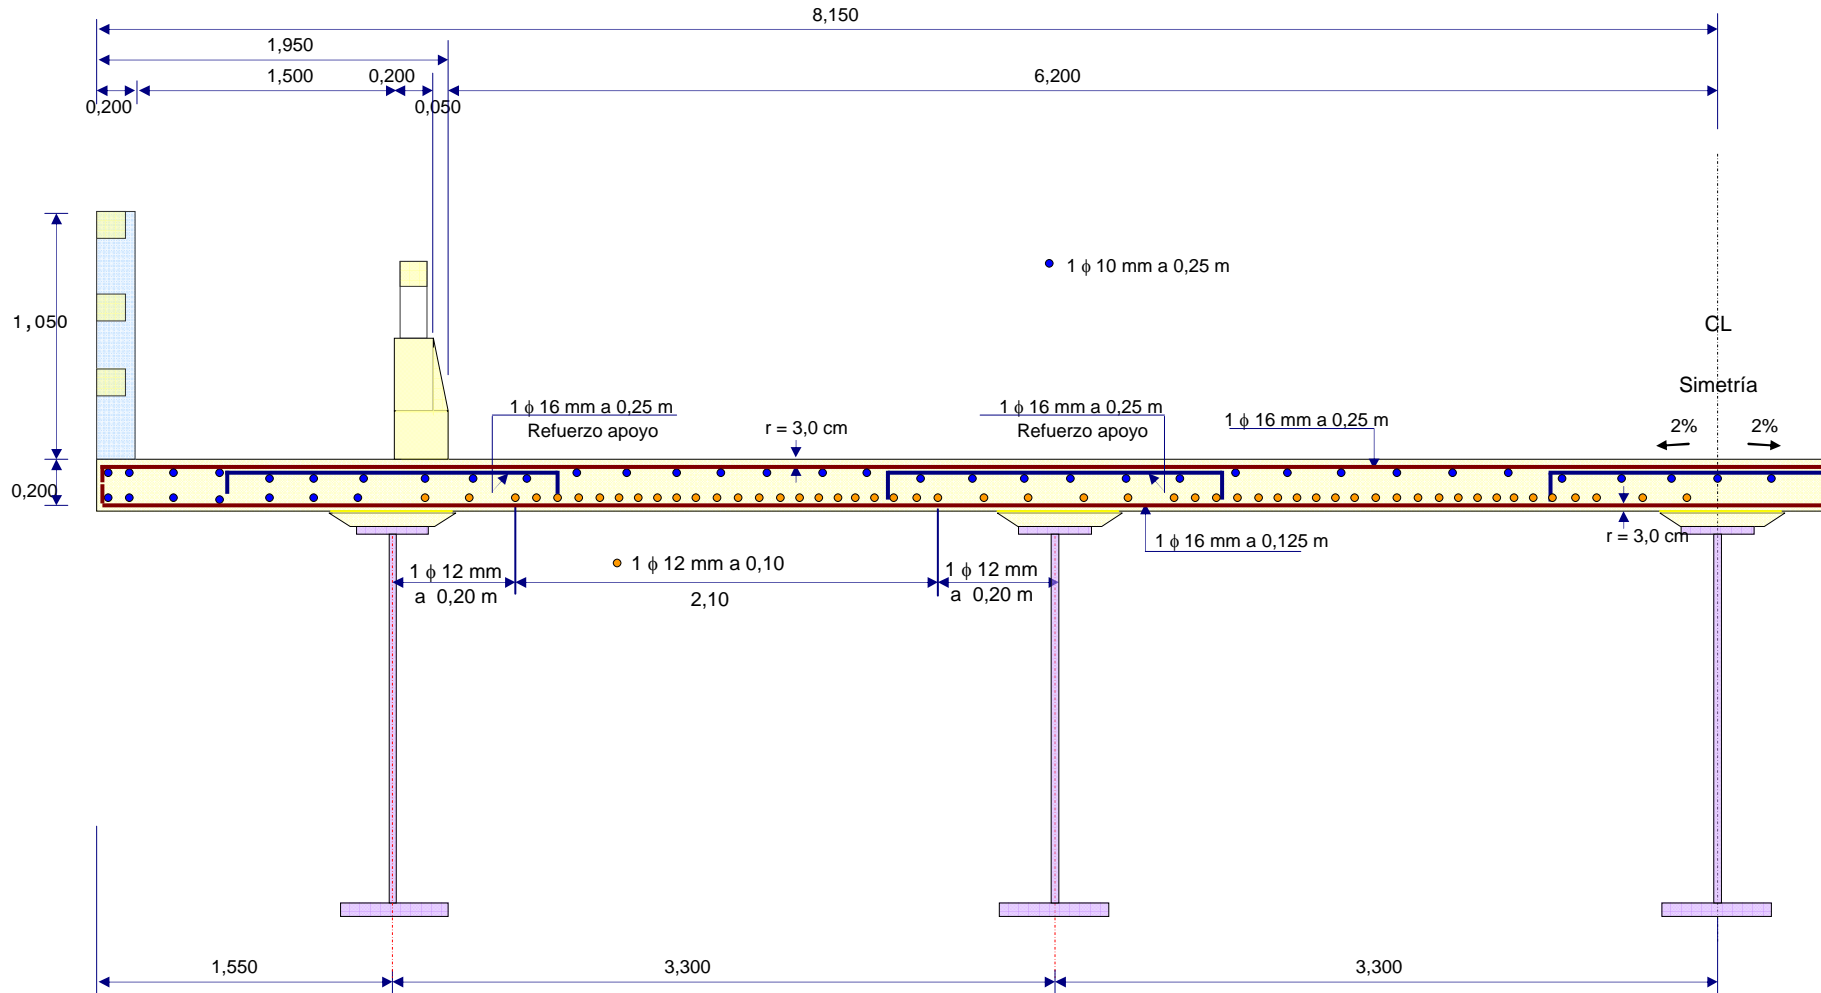 8,150
1,950
1,500
0,200
6,200
0,200
0,050
1 ϕ 10 mm a 0,25 m
1,050
CL
Simetría
1 ϕ 16 mm a 0,25 m
Refuerzo apoyo
r = 3,0 cm
1 ϕ 16 mm a 0,25 m
Refuerzo apoyo
1 ϕ 16 mm a 0,25 m
2%
2%
0,200
1 ϕ 16 mm a 0,125 m
r = 3,0 cm
1 ϕ 12 mm
a 0,20 m
1 ϕ 12 mm a 0,10
2,10
1 ϕ 12 mm
a 0,20 m
1,550
3,300
3,300